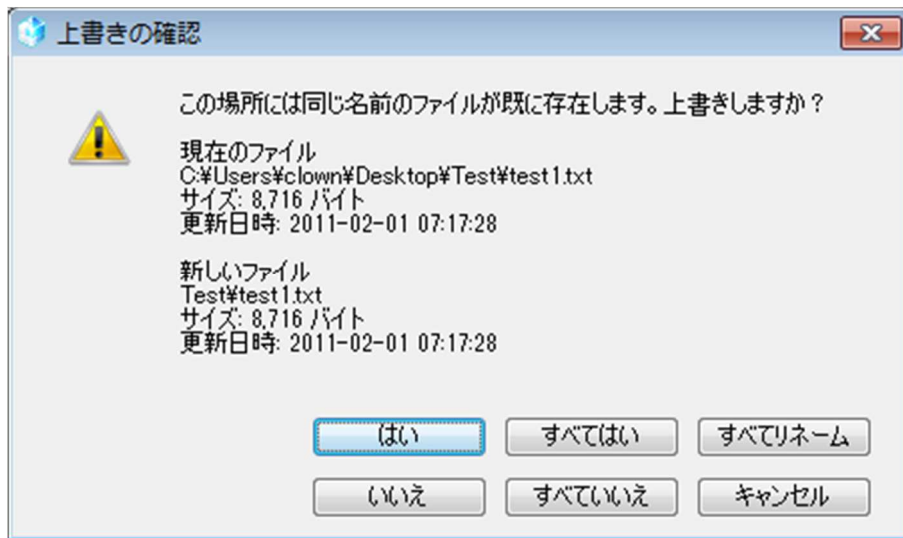 上書きの確認
この場所には同じ名前のファイルが既に存在します。上書きしますか？
現在のファイル
C:¥Users¥clown¥Desktop¥Test¥test1.txt
サイズ: 8,716 バイト
更新日時: 2011-02-01 07:17:28
新しいファイル
Test¥test1.txt
サイズ: 8,716 バイト
更新日時: 2011-02-01 07:17:28
はい すべてはい すべてリネーム
いいえ すべていいえ キャンセル